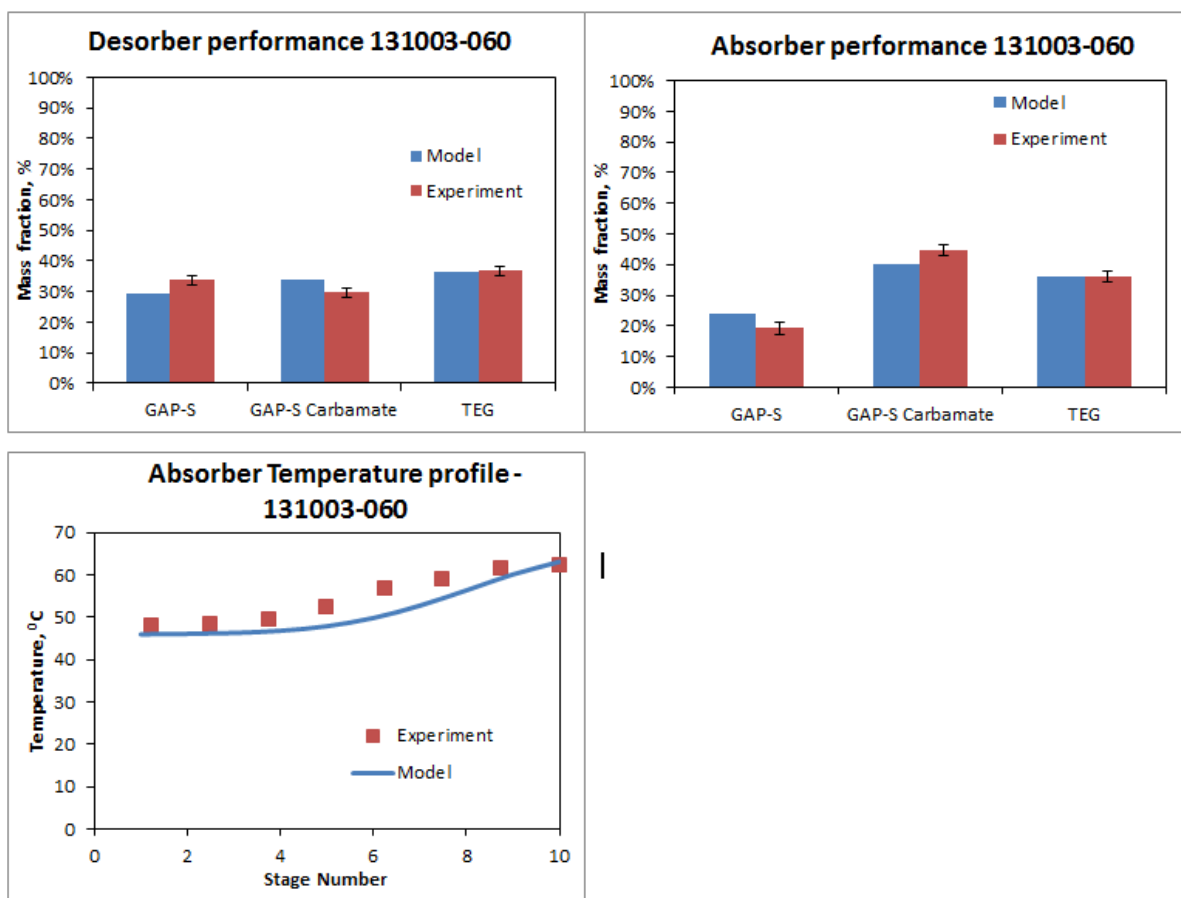 Desorber performance 131003-060
100%
90%
80%
70%
60%
50%
40%
30%
20%
10%
0%
Mass fraction, %
Model
Experiment
GAP-S
GAP-S Carbamate
TEG
Absorber performance 131003-060
100%
90%
80%
70%
60%
50%
40%
30%
20%
10%
0%
Mass fraction, %
Model
Experiment
GAP-S
GAP-S Carbamate
TEG
Absorber Temperature profile -
131003-060
70
60
50
40
30
20
10
0
Temperature, ⁰C
Experiment
Model
0
2
4
6
8
10
Stage Number